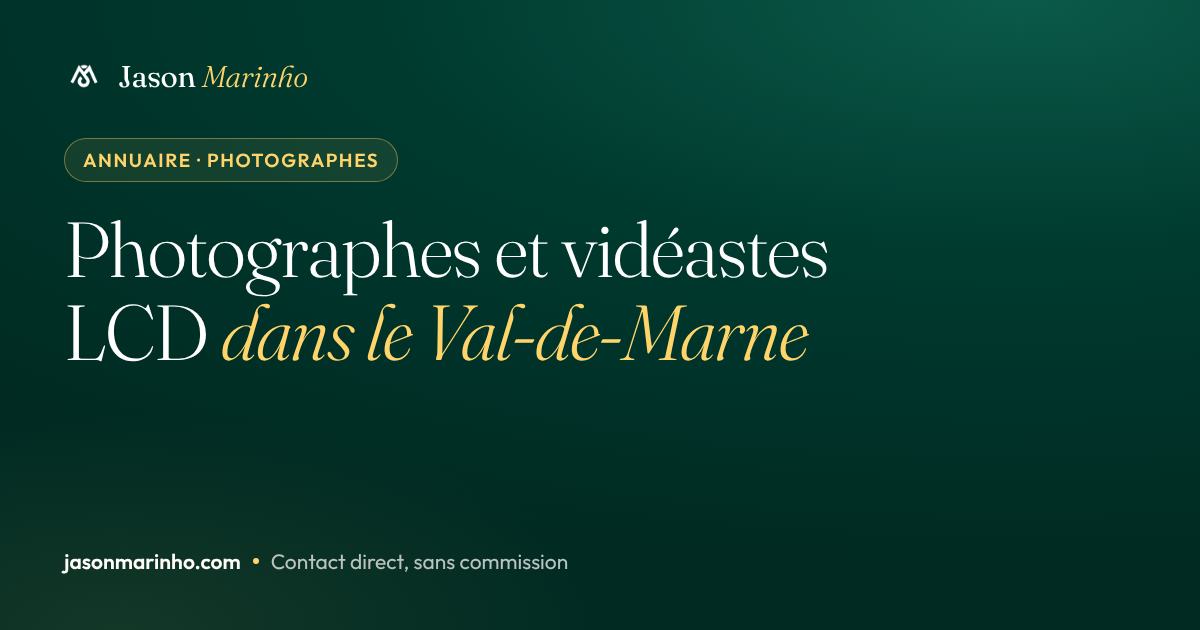 Jason Marinho
ANNUAIRE · PHOTOGRAPHES
Photographes et vidéastes
LCD dans le Val-de-Marne
jasonmarinho.com • Contact direct, sans commission